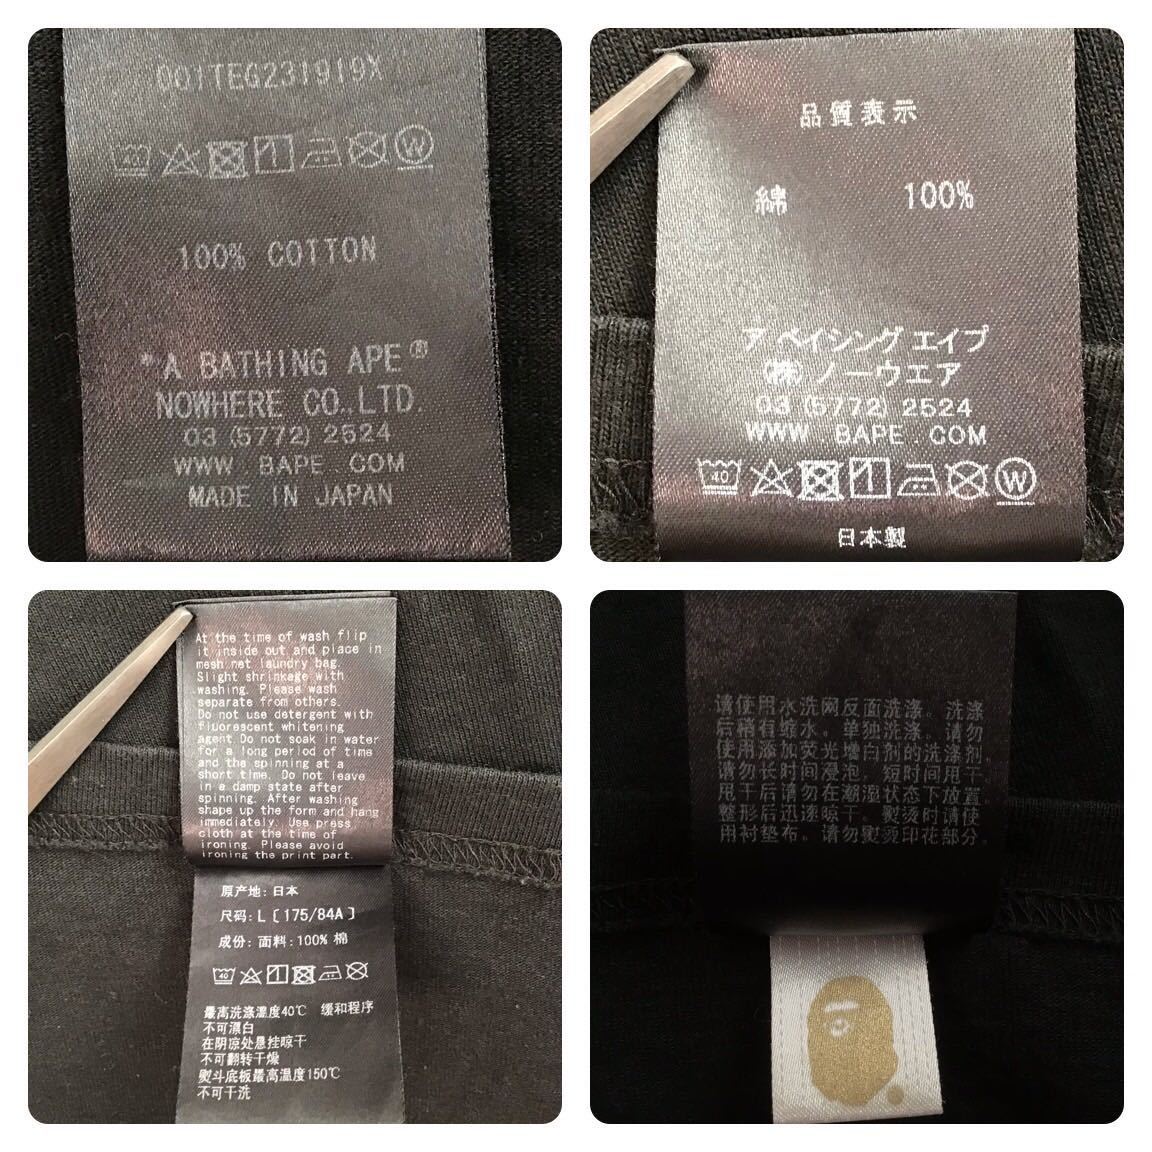 001TEG231919X
40 W
100% COTTON
"A BATHING APE®
NOWHERE CO.,LTD.
03 (5772) 2524
WWW . BAPE . COM
MADE IN JAPAN
品質表示
綿 100%
ア ベイシング エイプ
(株) ノーウエア
03 (5772) 2524
WWW . BAPE . COM
40 W
日本製
At the time of wash flip
it inside out and place in
mesh net laundry bag.
Slight shrinkage with
washing. Please wash
separate from others.
Do not use detergent with
fluorescent whitening
agent.Do not soak in water
for a long period of time
and the spinning at a
short time. Do not leave
in a damp state after
spinning. After washing
shape up the form and hang
immediately. Use press
cloth at the time of
ironing. Please avoid
ironing the print part.
原产地: 日本
尺码: L [175/84A]
成份: 面料: 100% 棉
40
最高洗涤温度40℃ 缓和程序
不可漂白
在阴凉处悬挂晾干
不可翻转干燥
熨斗底板最高温度150℃
不可干洗
请使用水洗网反面洗涤。洗涤
后稍有缩水。单独洗涤。请勿
使用添加荧光增白剂的洗涤剂。
请勿长时间浸泡，短时间甩干。
甩干后请勿在潮湿状态下放置。
整形后迅速晾干。熨烫时请使
用衬垫布。请勿熨烫印花部分。
®